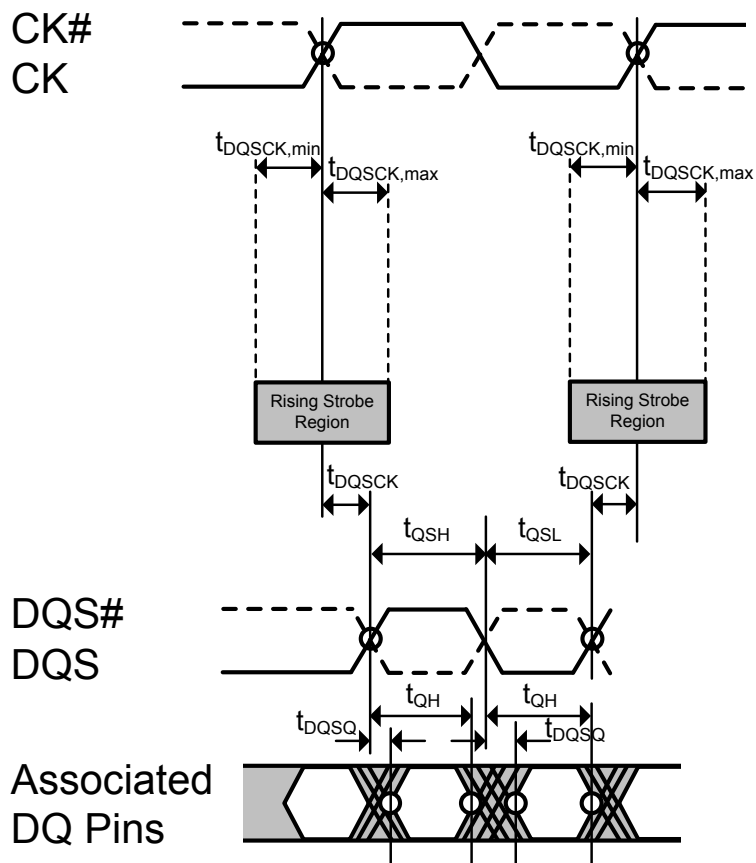 CK#
CK
tDQSCK,min
tDQSCK,max
tDQSCK,min
tDQSCK,max
Rising Strobe
Region
Rising Strobe
Region
tDQSCK
tDQSCK
tQSH
tQSL
DQS#
DQS
tQH
tQH
tDQSQ
tDQSQ
Associated
DQ Pins